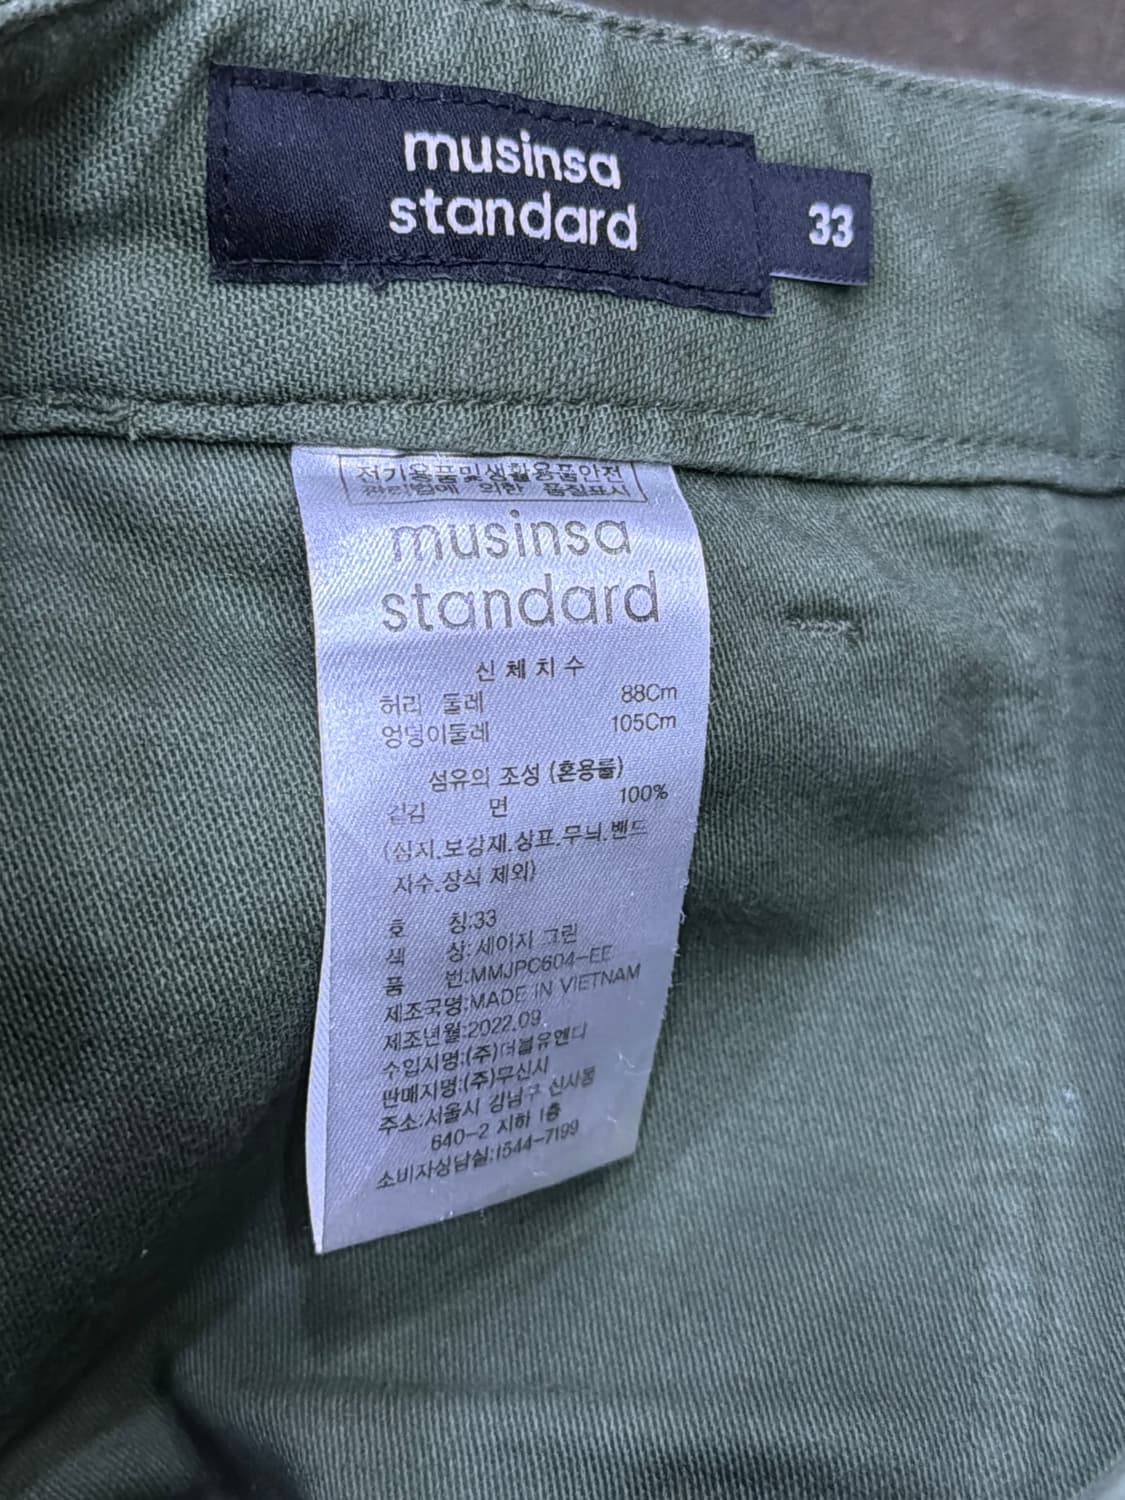 musinsa
standard
33
전기용품및생활용품안전
관리법에 의한 품질표시
musinsa
standard
신체치수
허리 둘레 88Cm
엉덩이둘레 105Cm
섬유의 조성 (혼용률)
겉감 면 100%
(심지.보강재.상표.무늬.밴드
자수.장식 제외)
호 칭:33
색 상:세이지 그린
품 번:MMJPC604-EE
제조국명:MADE IN VIETNAM
제조년월:2022.09
수입자명:(주)더블유앤디
판매자명:(주)무신사
주소:서울시 강남구 신사동
640-2 지하 1층
소비자상담실:1544-7199